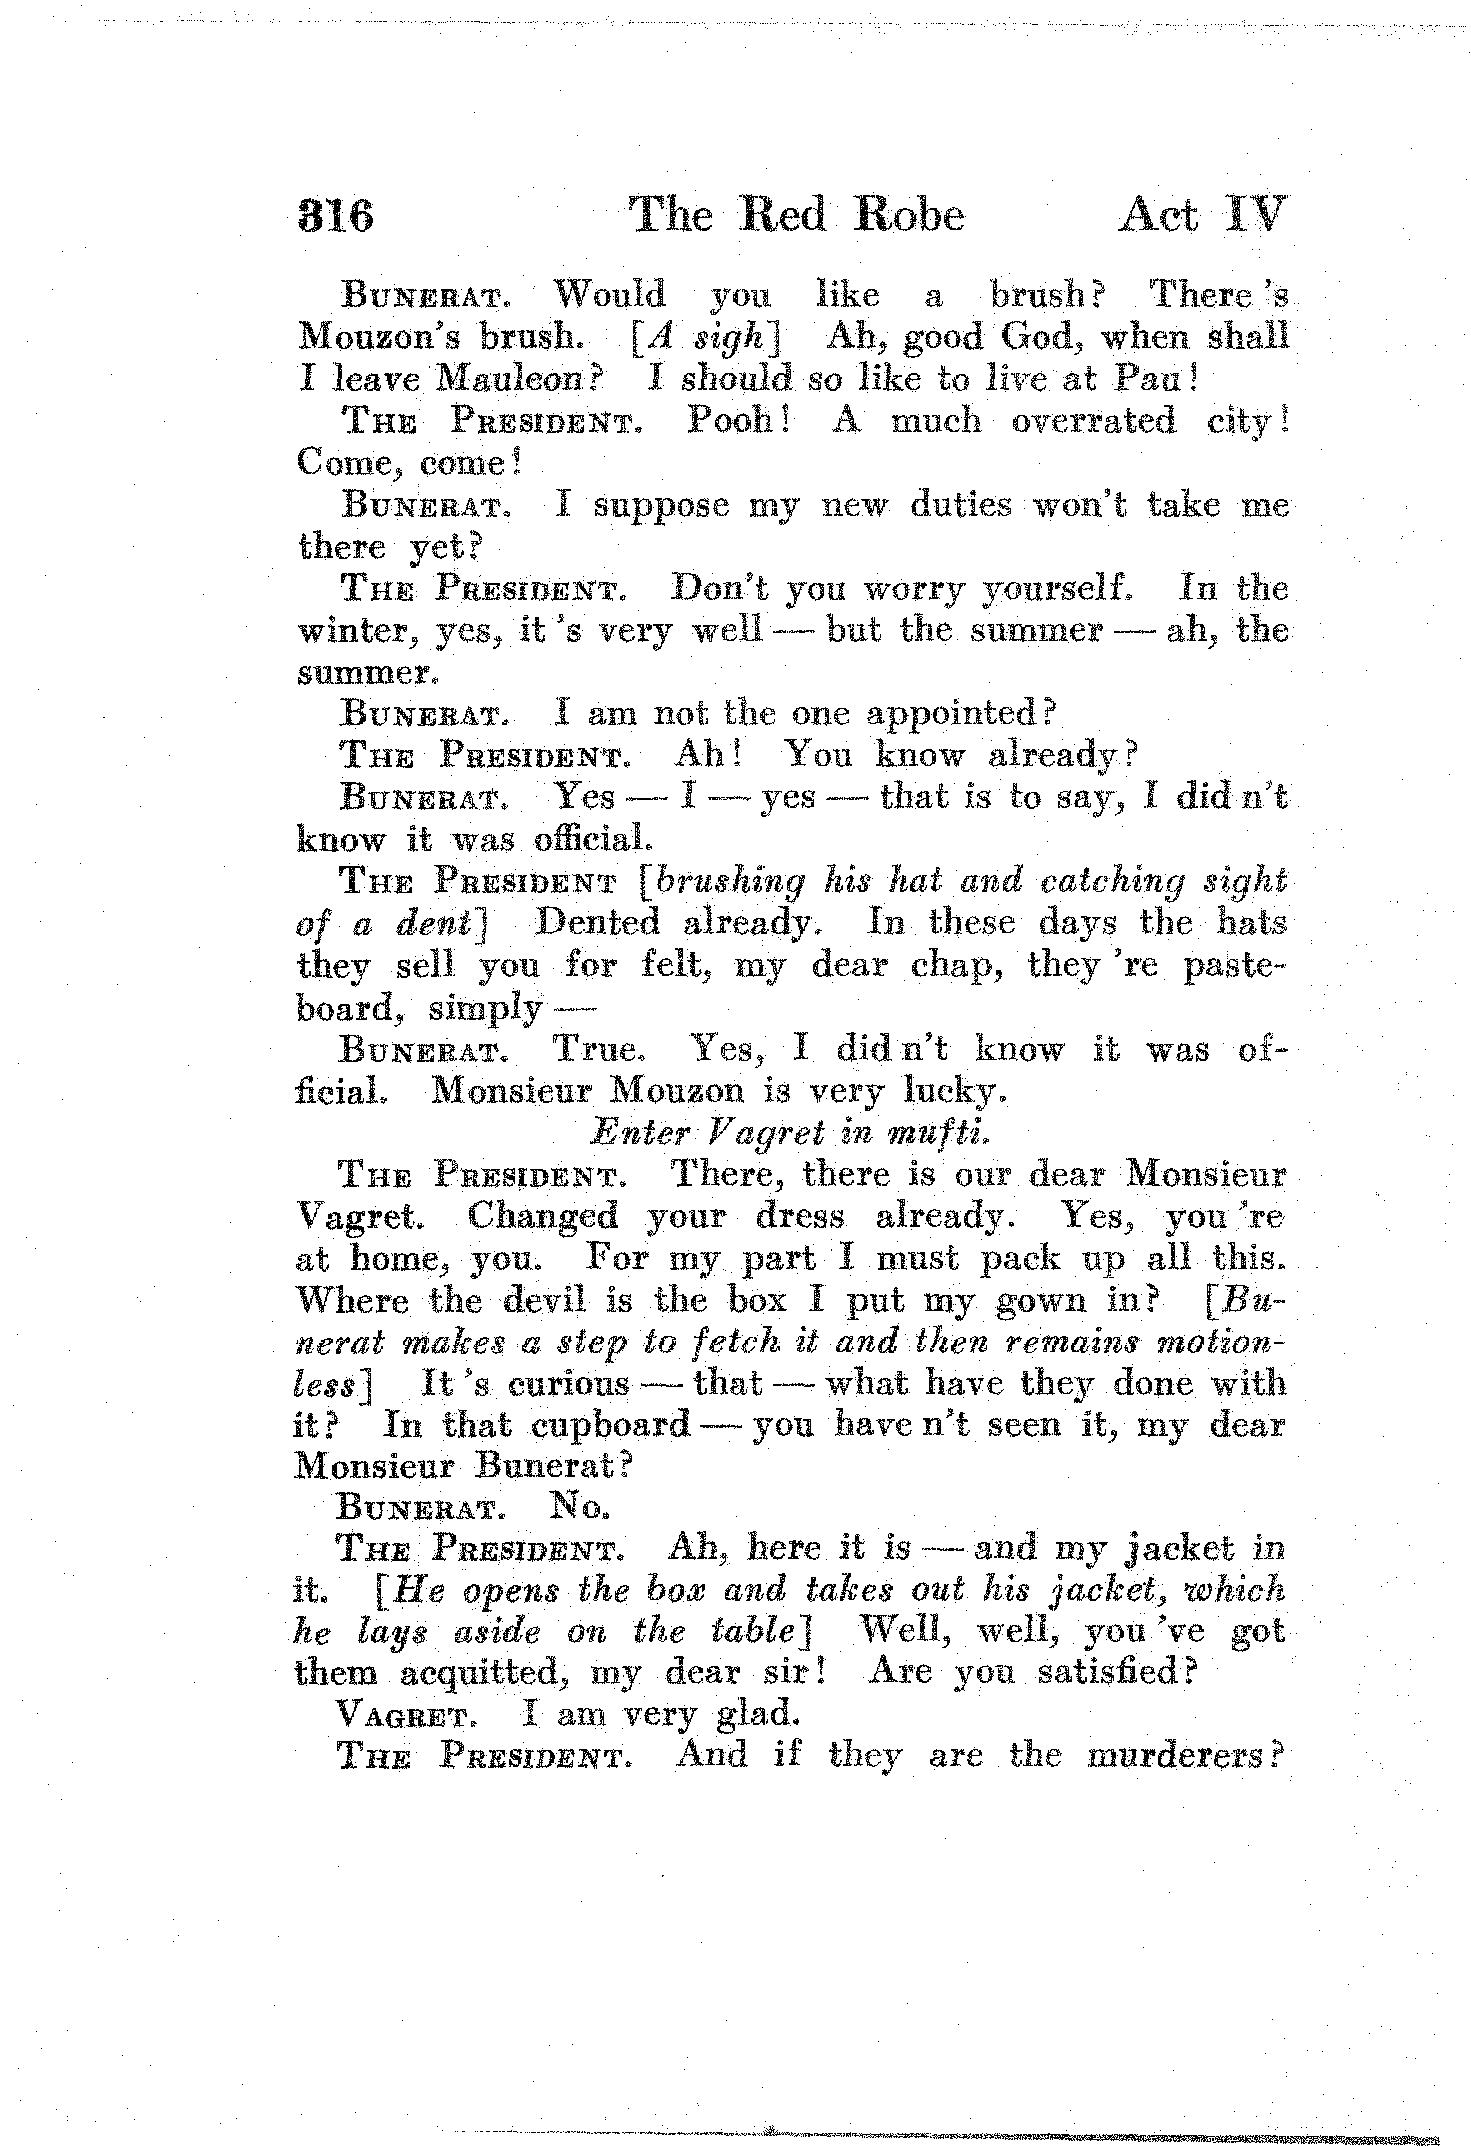 316 The Red Robe Act IV
BUNERAT. Would you like a brush? There 's
Mouzon's brush. [A sigh] Ah, good God, when shall
I leave Mauleon? I should so like to live at Pau!
THE PRESIDENT. Pooh! A much overrated city!
Come, come!
BUNERAT. I suppose my new duties won't take me
there yet?
THE PRESIDENT. Don't you worry yourself. In the
winter, yes, it 's very well — but the summer — ah, the
summer.
BUNERAT. I am not the one appointed?
THE PRESIDENT. Ah! You know already?
BUNERAT. Yes — I — yes — that is to say, I did n't
know it was official.
THE PRESIDENT [brushing his hat and catching sight
of a dent] Dented already. In these days the hats
they sell you for felt, my dear chap, they 're paste-
board, simply —
BUNERAT. True. Yes, I did n't know it was of-
ficial. Monsieur Mouzon is very lucky.
Enter Vagret in mufti.
THE PRESIDENT. There, there is our dear Monsieur
Vagret. Changed your dress already. Yes, you 're
at home, you. For my part I must pack up all this.
Where the devil is the box I put my gown in? [Bu-
nerat makes a step to fetch it and then remains motion-
less] It 's curious — that — what have they done with
it? In that cupboard — you have n't seen it, my dear
Monsieur Bunerat?
BUNERAT. No.
THE PRESIDENT. Ah, here it is — and my jacket in
it. [He opens the box and takes out his jacket, which
he lays aside on the table] Well, well, you 've got
them acquitted, my dear sir! Are you satisfied?
VAGRET. I am very glad.
THE PRESIDENT. And if they are the murderers?